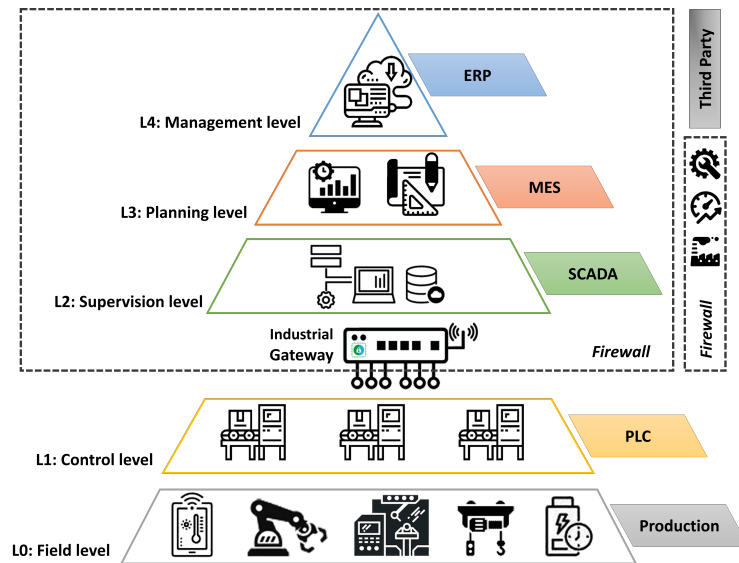 Third Party
ERP
L4: Management level
MES
L3: Planning level
SCADA
L2: Supervision level
Industrial
Gateway
Firewall
Firewall
PLC
L1: Control level
Production
L0: Field level